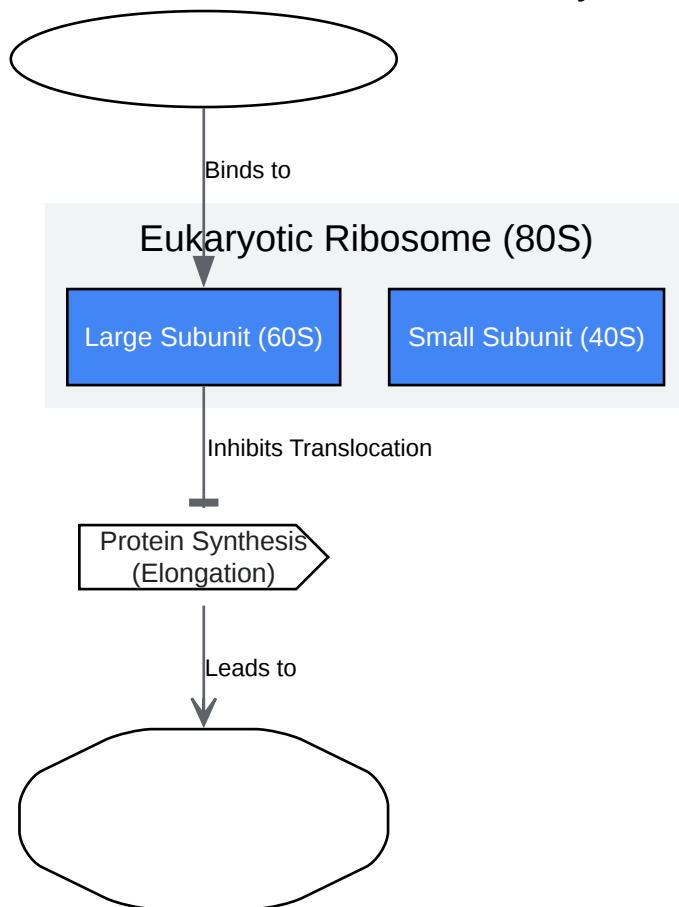 Binds to
Eukaryotic Ribosome (80S)
Large Subunit (60S)
Small Subunit (40S)
Inhibits Translocation
Protein Synthesis
(Elongation)
Leads to